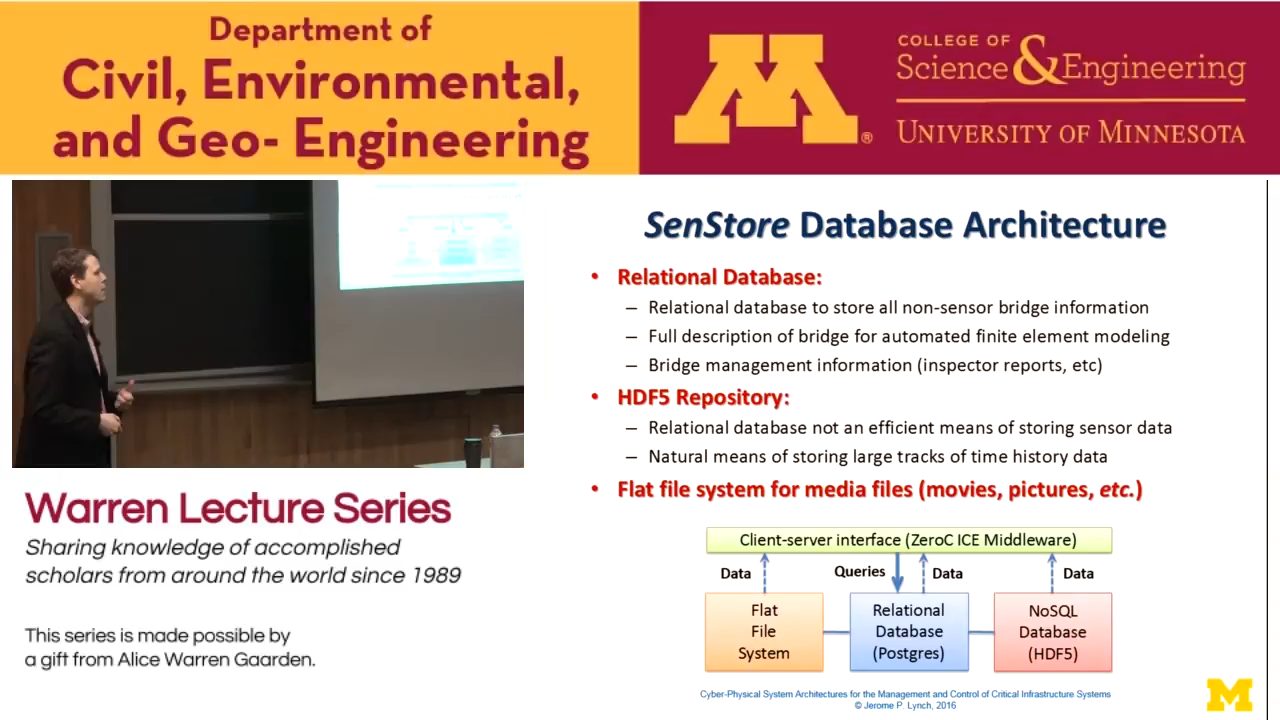 Department of
Civil, Environmental,
and Geo- Engineering
M
®
COLLEGE OF
Science & Engineering
UNIVERSITY OF MINNESOTA
Warren Lecture Series
Sharing knowledge of accomplished
scholars from around the world since 1989
This series is made possible by
a gift from Alice Warren Gaarden.
SenStore Database Architecture
• Relational Database:
– Relational database to store all non-sensor bridge information
– Full description of bridge for automated finite element modeling
– Bridge management information (inspector reports, etc)
• HDF5 Repository:
– Relational database not an efficient means of storing sensor data
– Natural means of storing large tracks of time history data
• Flat file system for media files (movies, pictures, etc.)
Client-server interface (ZeroC ICE Middleware)
Data
Queries
Data
Data
Flat
File
System
Relational
Database
(Postgres)
NoSQL
Database
(HDF5)
Cyber-Physical System Architectures for the Management and Control of Critical Infrastructure Systems
© Jerome P. Lynch, 2016
M